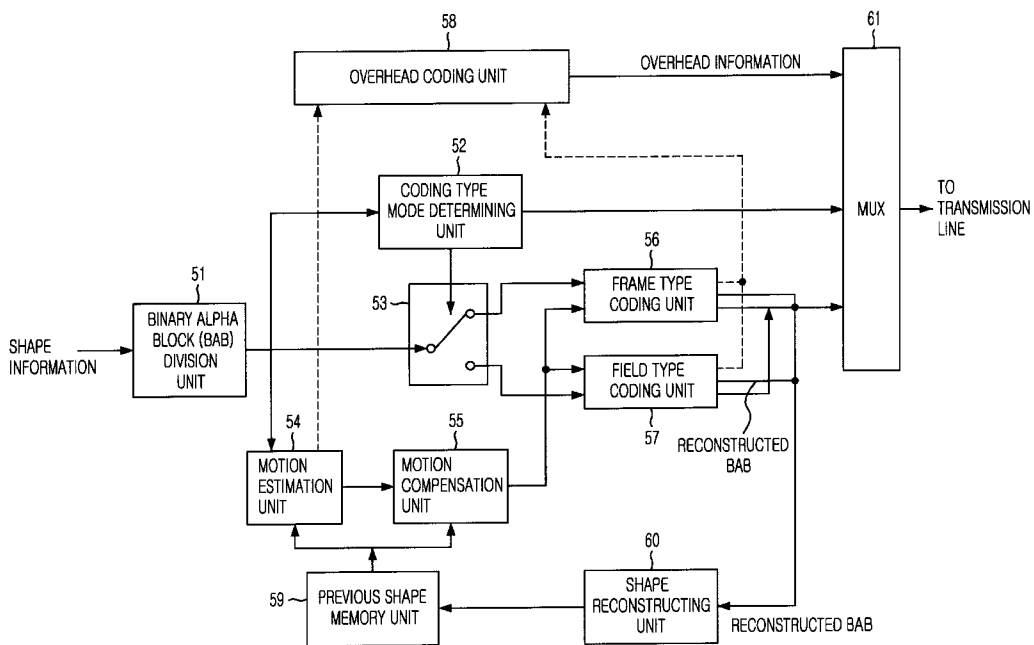 58
OVERHEAD CODING UNIT
OVERHEAD INFORMATION
61
MUX
TO
TRANSMISSION
LINE
52
CODING TYPE
MODE DETERMINING
UNIT
51
BINARY ALPHA
BLOCK (BAB)
DIVISION
UNIT
SHAPE
INFORMATION
53
56
FRAME TYPE
CODING UNIT
FIELD TYPE
CODING UNIT
57
RECONSTRUCTED
BAB
54
MOTION
ESTIMATION
UNIT
55
MOTION
COMPENSATION
UNIT
59
PREVIOUS SHAPE
MEMORY UNIT
60
SHAPE
RECONSTRUCTING
UNIT
RECONSTRUCTED BAB